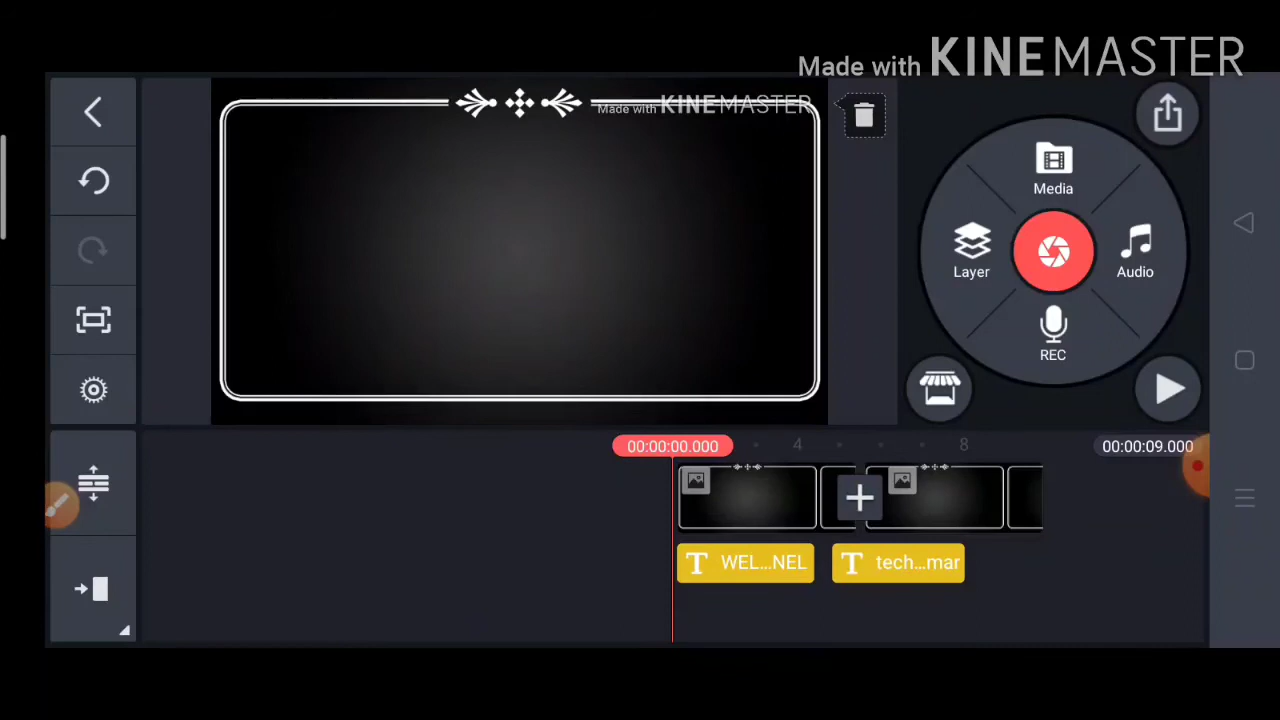 Made with KINEMASTER
Made with KINEMASTER
Media
Layer
Audio
REC
00:00:00.000
4
8
00:00:09.000
T WEL...NEL
T tech...mar